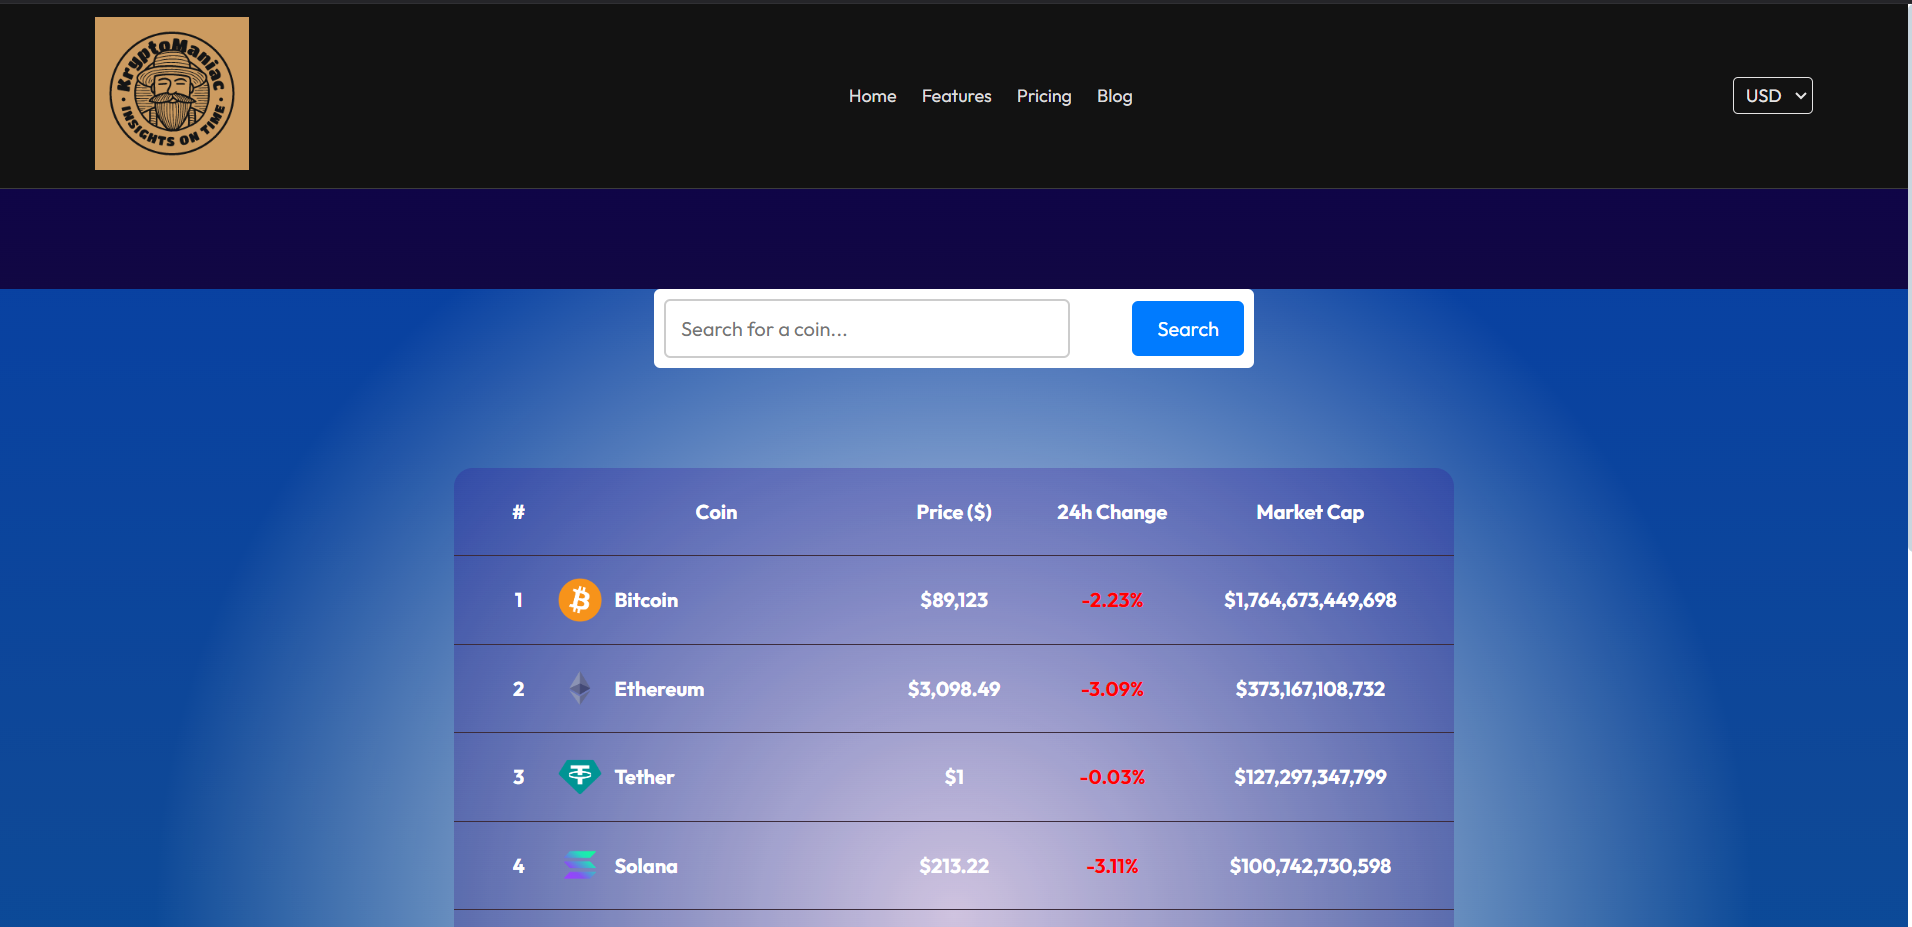 KryptoManiac
• INSIGHTS ON TIME •
Home Features Pricing Blog
USD
Search for a coin...
Search
# Coin Price ($) 24h Change Market Cap
1 Bitcoin $89,123 -2.23% $1,764,673,449,698
2 Ethereum $3,098.49 -3.09% $373,167,108,732
3 Tether $1 -0.03% $127,297,347,799
4 Solana $213.22 -3.11% $100,742,730,598